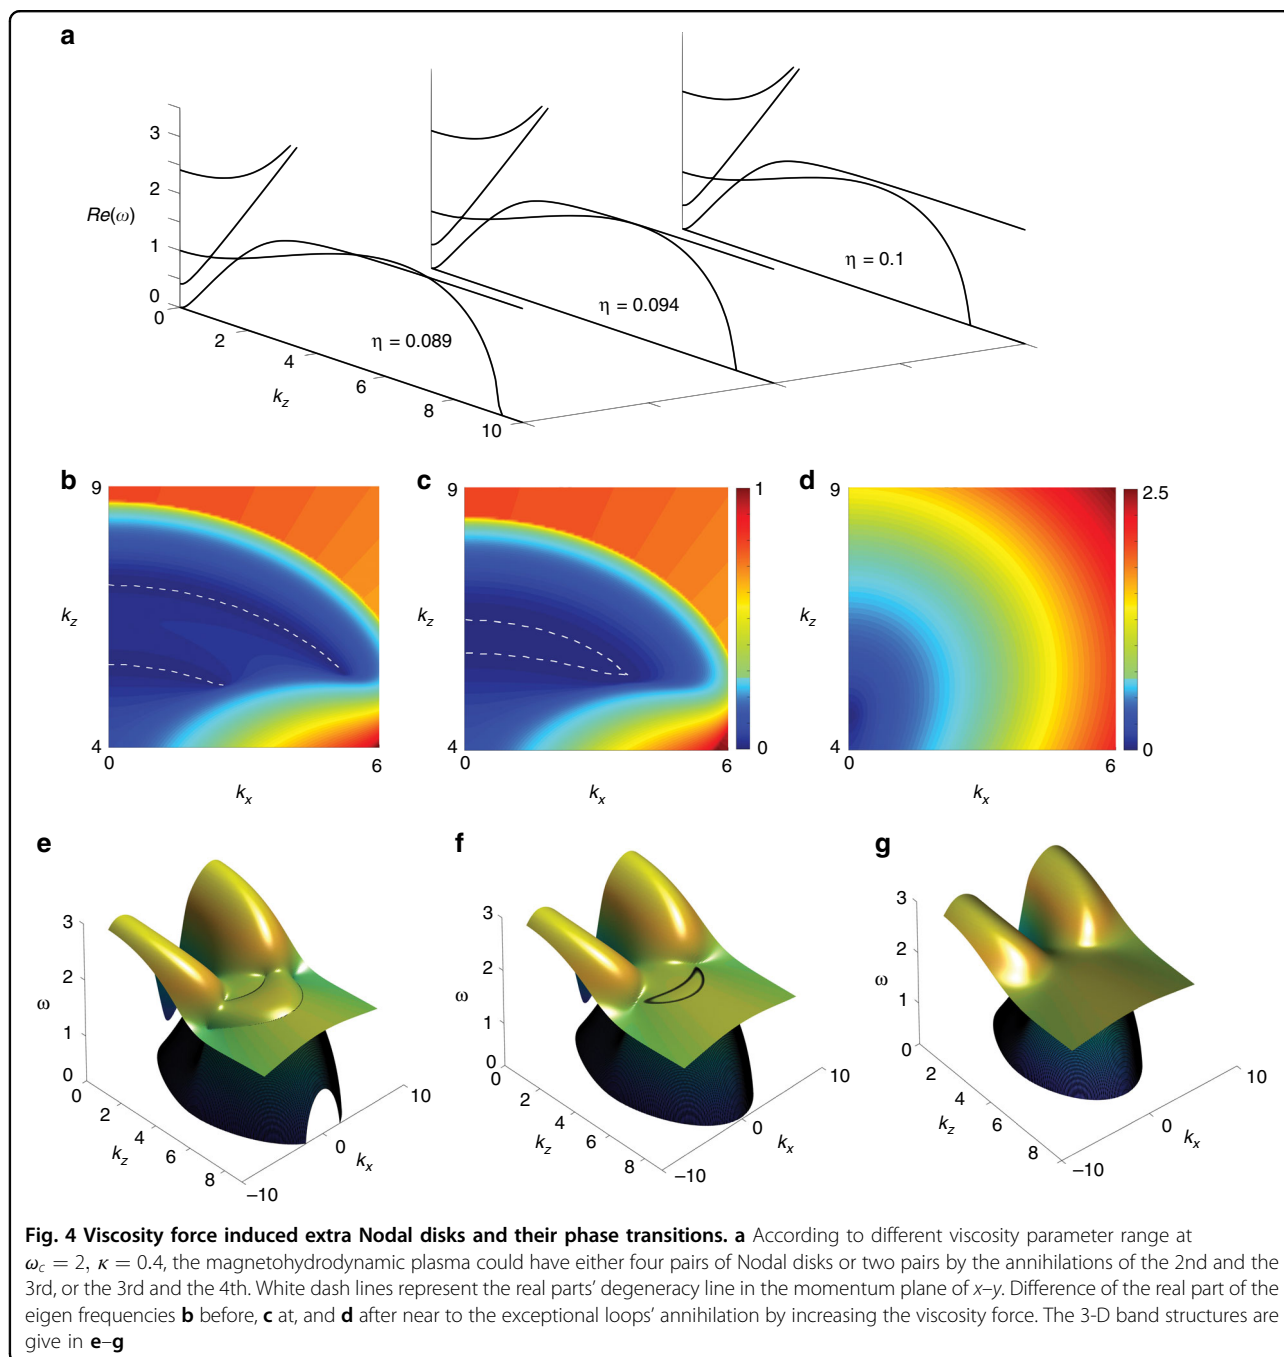 a
3
2
Re(ω)
1
0
0
2
4
6
8
10
k_z
η = 0.089
η = 0.094
η = 0.1
b
9
k_z
4
0
6
k_x
c
9
k_z
4
0
6
k_x
1
0
d
9
k_z
4
0
6
k_x
2.5
0
e
3
2
ω
1
0
0
2
4
k_z
6
8
−10
0
k_x
10
f
3
2
ω
1
0
0
2
4
k_z
6
8
−10
0
k_x
10
g
3
2
ω
1
0
2
4
k_z
6
8
−10
0
k_x
10
Fig. 4 Viscosity force induced extra Nodal disks and their phase transitions. a According to different viscosity parameter range at
ω_c = 2, κ = 0.4, the magnetohydrodynamic plasma could have either four pairs of Nodal disks or two pairs by the annihilations of the 2nd and the
3rd, or the 3rd and the 4th. White dash lines represent the real parts' degeneracy line in the momentum plane of x–y. Difference of the real part of the
eigen frequencies b before, c at, and d after near to the exceptional loops' annihilation by increasing the viscosity force. The 3-D band structures are
give in e–g